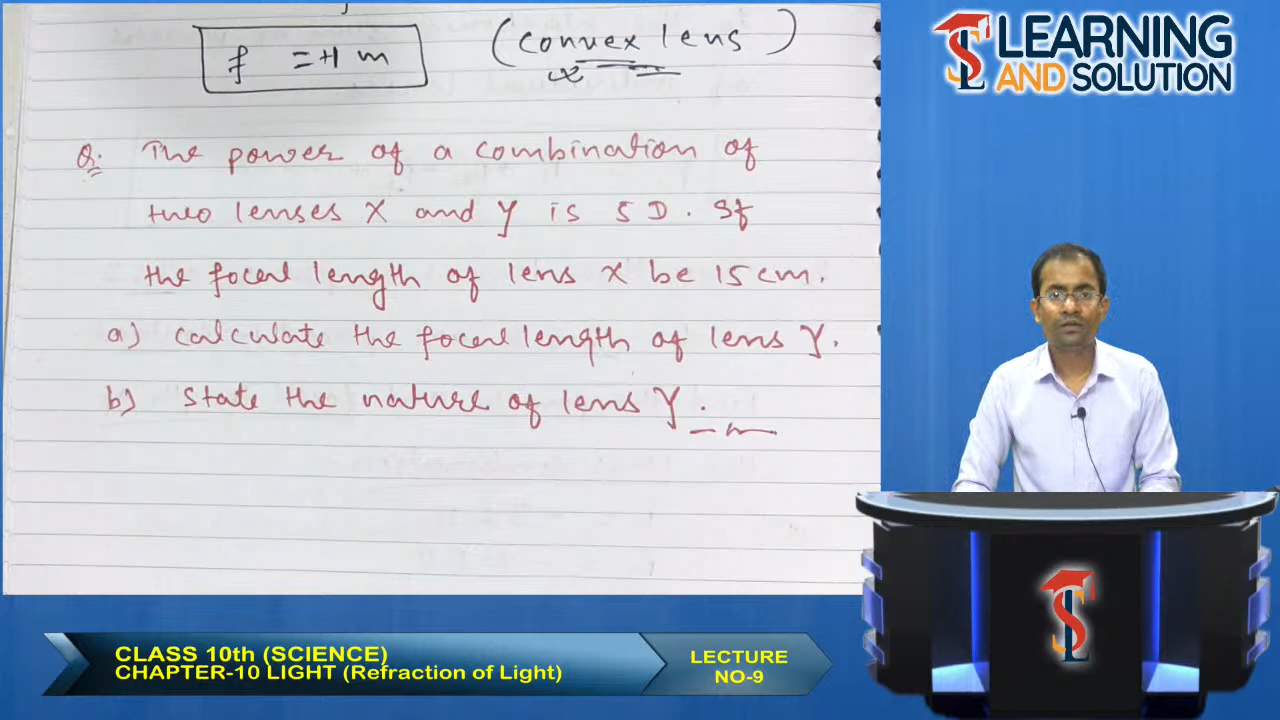 f = +1 m (convex lens)
LEARNING
AND SOLUTION
Q: The power of a combination of
two lenses X and Y is 5 D. If
the focal length of lens X be 15 cm.
a) calculate the focal length of lens Y.
b) State the nature of lens Y.
CLASS 10th (SCIENCE)
CHAPTER-10 LIGHT (Refraction of Light)
LECTURE
NO-9